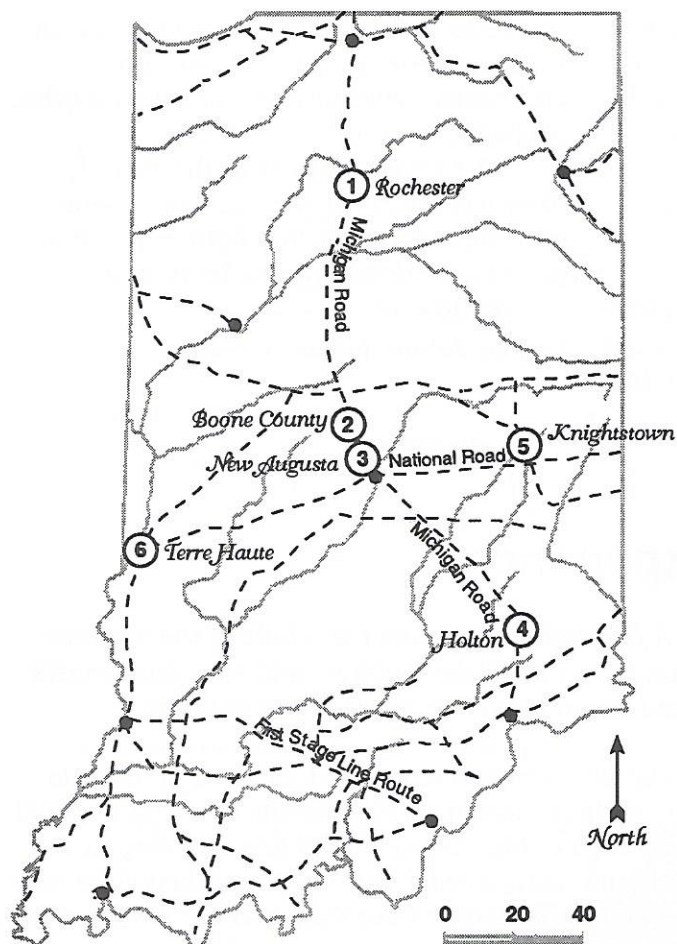 1 Rochester
Michigan Road
Boone County 2
New Augusta 3
National Road
5 Knightstown
6 Terre Haute
Michigan Road
Holton 4
First Stage Line Route
North
0 20 40